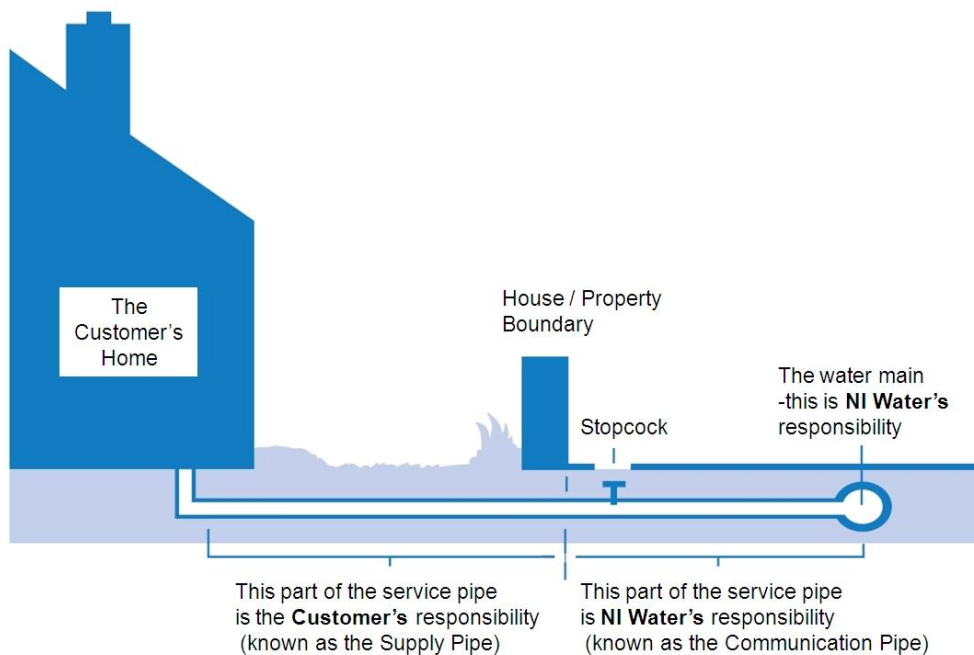 The
Customer's
Home
House / Property
Boundary
Stopcock
The water main
-this is NI Water's
responsibility
This part of the service pipe
is the Customer's responsibility
(known as the Supply Pipe)
This part of the service pipe
is NI Water's responsibility
(known as the Communication Pipe)